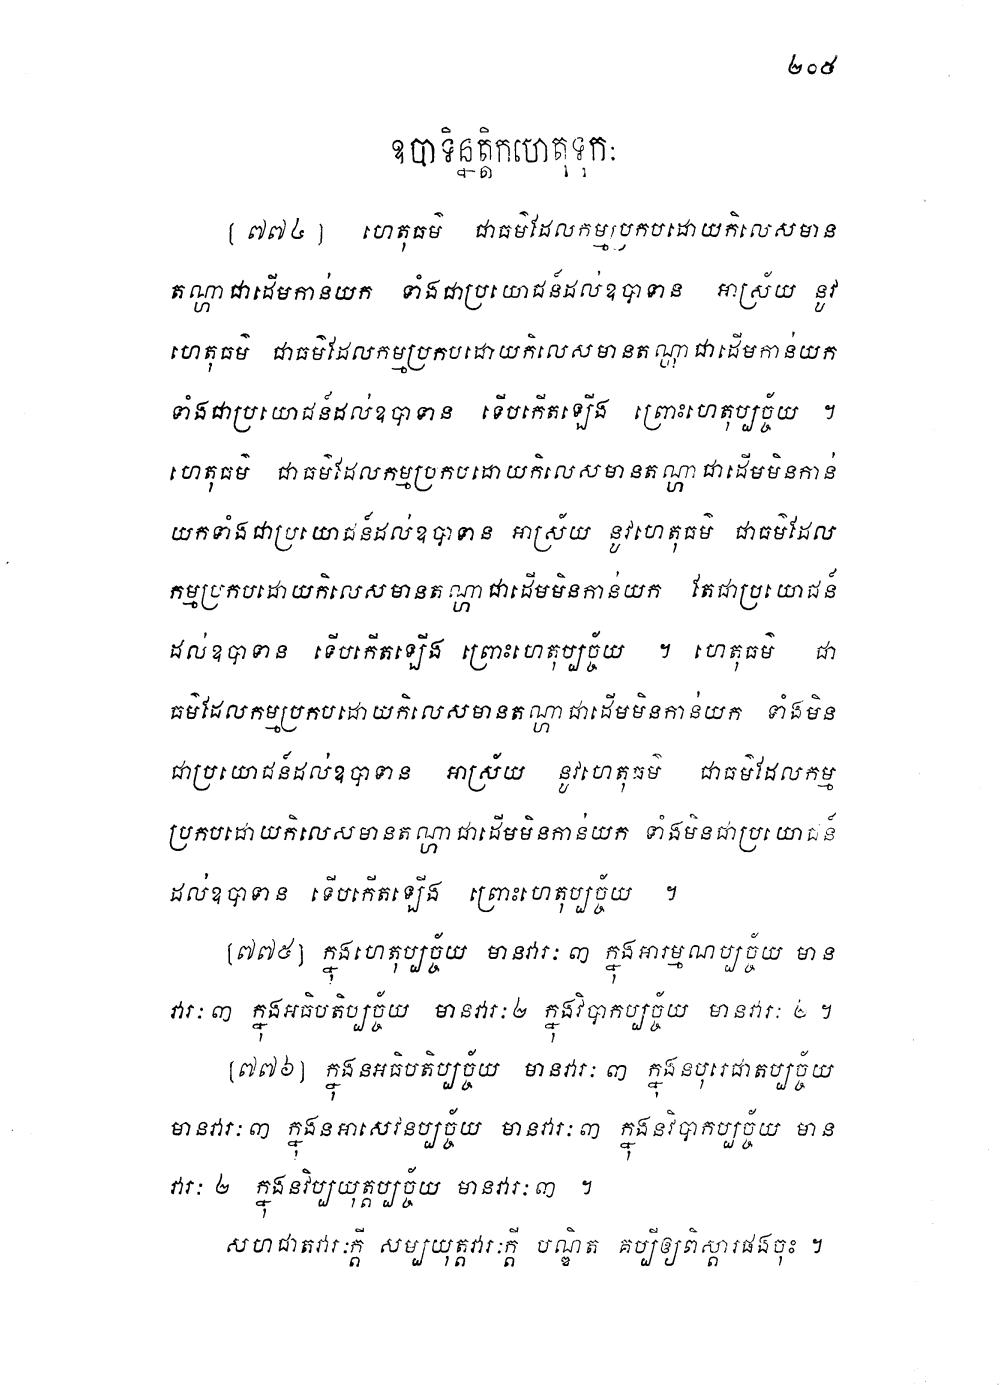 ២០៥
ឧបាទិន្នត្តិកហេតុទុកៈ
(៧៧៤) ហេតុធម៌ ជាធម៌ដែលកម្មប្រកបដោយកិលេសមាន
តណ្ហាជាដើមកាន់យក ទាំងជាប្រយោជន៍ដល់ឧបាទាន អាស្រ័យ នូវ
ហេតុធម៌ ជាធម៌ដែលកម្មប្រកបដោយកិលេសមានតណ្ហាជាដើមកាន់យក
ទាំងជាប្រយោជន៍ដល់ឧបាទាន ទើបកើតឡើង ព្រោះហេតុប្បច្ច័យ ។
ហេតុធម៌ ជាធម៌ដែលកម្មប្រកបដោយកិលេសមានតណ្ហាជាដើមមិនកាន់
យកទាំងជាប្រយោជន៍ដល់ឧបាទាន អាស្រ័យ នូវហេតុធម៌ ជាធម៌ដែល
កម្មប្រកបដោយកិលេសមានតណ្ហាជាដើមមិនកាន់យក តែជាប្រយោជន៍
ដល់ឧបាទាន ទើបកើតឡើង ព្រោះហេតុប្បច្ច័យ ។ ហេតុធម៌ ជា
ធម៌ដែលកម្មប្រកបដោយកិលេសមានតណ្ហាជាដើមមិនកាន់យក ទាំងមិន
ជាប្រយោជន៍ដល់ឧបាទាន អាស្រ័យ នូវហេតុធម៌ ជាធម៌ដែលកម្ម
ប្រកបដោយកិលេសមានតណ្ហាជាដើមមិនកាន់យក ទាំងមិនជាប្រយោជន៍
ដល់ឧបាទាន ទើបកើតឡើង ព្រោះហេតុប្បច្ច័យ ។
(៧៧៥) ក្នុងហេតុប្បច្ច័យ មានវារៈ ៣ ក្នុងអារម្មណប្បច្ច័យ មាន
វារៈ ៣ ក្នុងអធិបតិប្បច្ច័យ មានវារៈ ២ ក្នុងវិបាកប្បច្ច័យ មានវារៈ ២ ។
(៧៧៦) ក្នុងនអធិបតិប្បច្ច័យ មានវារៈ ៣ ក្នុងនបុរេជាតប្បច្ច័យ
មានវារៈ ៣ ក្នុងនអាសេវនប្បច្ច័យ មានវារៈ ៣ ក្នុងនវិបាកប្បច្ច័យ មាន
វារៈ ២ ក្នុងនវិប្បយុត្តប្បច្ច័យ មានវារៈ ៣ ។
សហជាតវារៈក្តី សម្បយុត្តវារៈក្តី បណ្ឌិត គប្បីឲ្យពិស្តារផងចុះ ។